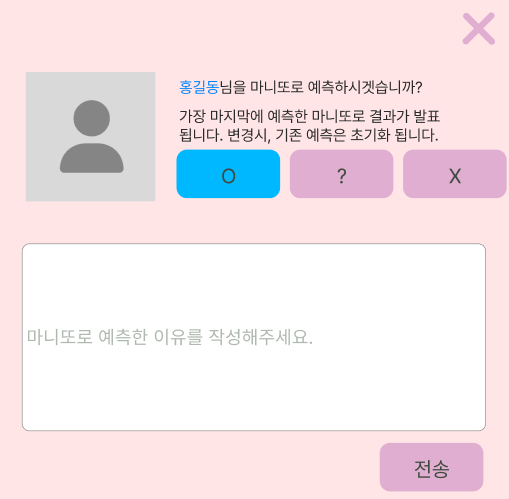 홍길동님을 마니또로 예측하시겟습니까?
가장 마지막에 예측한 마니또로 결과가 발표
됩니다. 변경시, 기존 예측은 초기화 됩니다.
O ? X
마니또로 예측한 이유를 작성해주세요.
전송